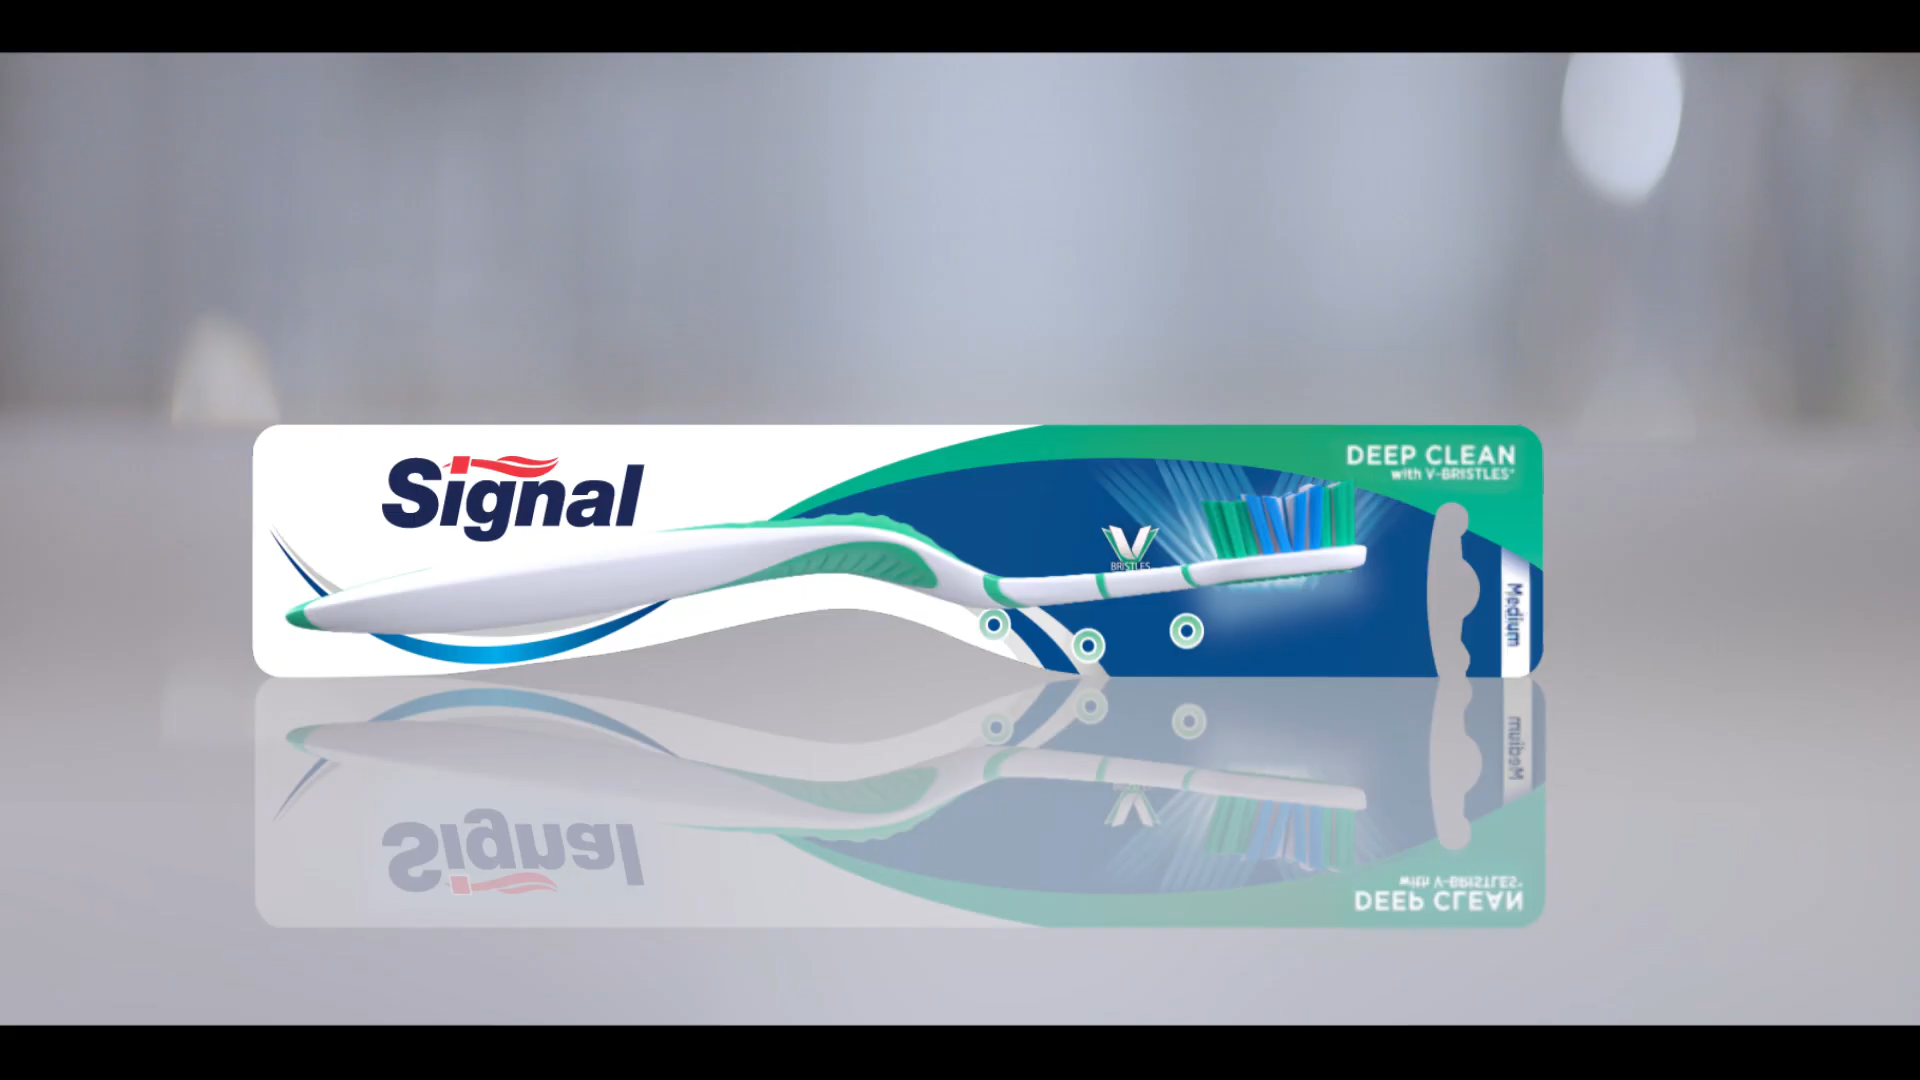 Signal
DEEP CLEAN
with V-BRISTLES*
V
BRISTLES
Medium